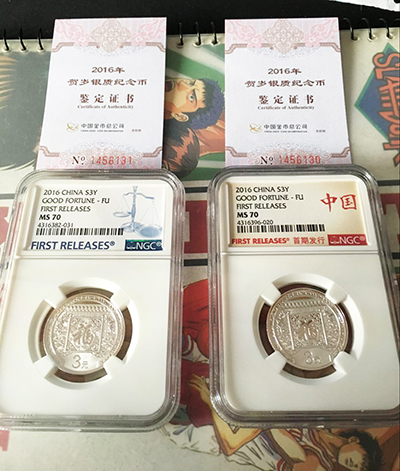 2016年
贺岁银质纪念币
鉴定证书
Certificate of Authenticity
中国金币总公司
№ 1456131
2016年
贺岁银质纪念币
鉴定证书
Certificate of Authenticity
中国金币总公司
№ 1456130
2016 CHINA S3Y
GOOD FORTUNE - FU
FIRST RELEASES
MS 70
4316382-031
FIRST RELEASES®
NGC®
3元
2016 CHINA S3Y
GOOD FORTUNE - FU
FIRST RELEASES
MS 70
4316396-020
中国
FIRST RELEASES® 首期发行
NGC®
3元